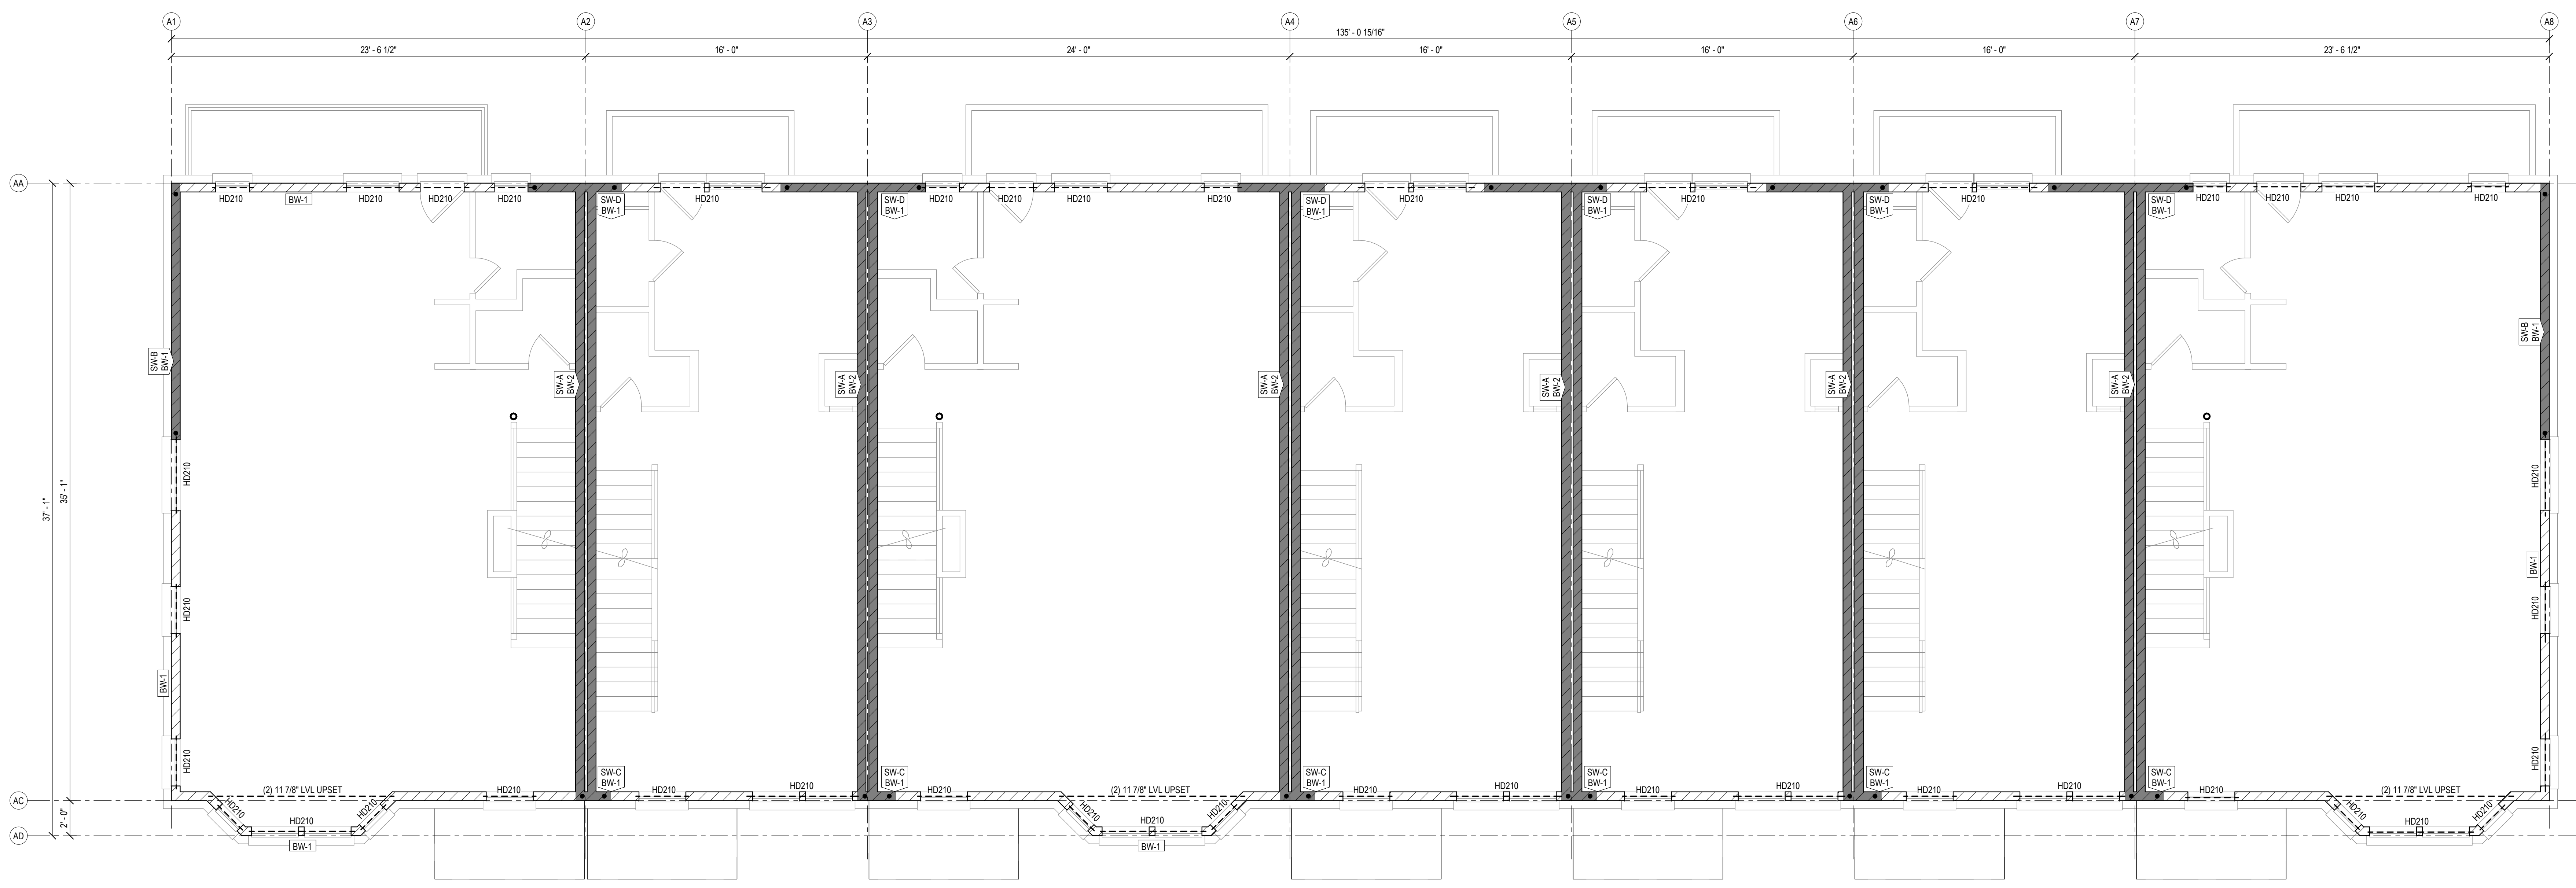 A1 A2 A3 A4 A5 A6 A7 A8
135' - 0 15/16"
23' - 6 1/2" 16' - 0" 24' - 0" 16' - 0" 16' - 0" 16' - 0" 23' - 6 1/2"
AA
HD210 BW-1 HD210 HD210 HD210 HD210 HD210 HD210 HD210 HD210 HD210 HD210 HD210 HD210 HD210 HD210 HD210
SW-D SW-D SW-D SW-D SW-D SW-D
BW-1 BW-1 BW-1 BW-1 BW-1 BW-1
SW-B
BW-1
SW-A
BW-2
SW-A
BW-2
SW-A
BW-2
SW-A
BW-2
SW-A
BW-2
SW-A
BW-2
SW-B
BW-1
HD210
HD210
37' - 1"
35' - 1"
BW-1
HD210
HD210
BW-1
HD210
HD210
SW-C SW-C SW-C SW-C SW-C SW-C
BW-1 BW-1 BW-1 BW-1 BW-1 BW-1
(2) 11 7/8" LVL UPSET HD210 HD210 HD210 HD210 (2) 11 7/8" LVL UPSET HD210 HD210 HD210 HD210 HD210 HD210 HD210 (2) 11 7/8" LVL UPSET
AC
2' - 0"
HD210 HD210 HD210 HD210 HD210 HD210
HD210 HD210 HD210
AD
BW-1 BW-1 BW-1